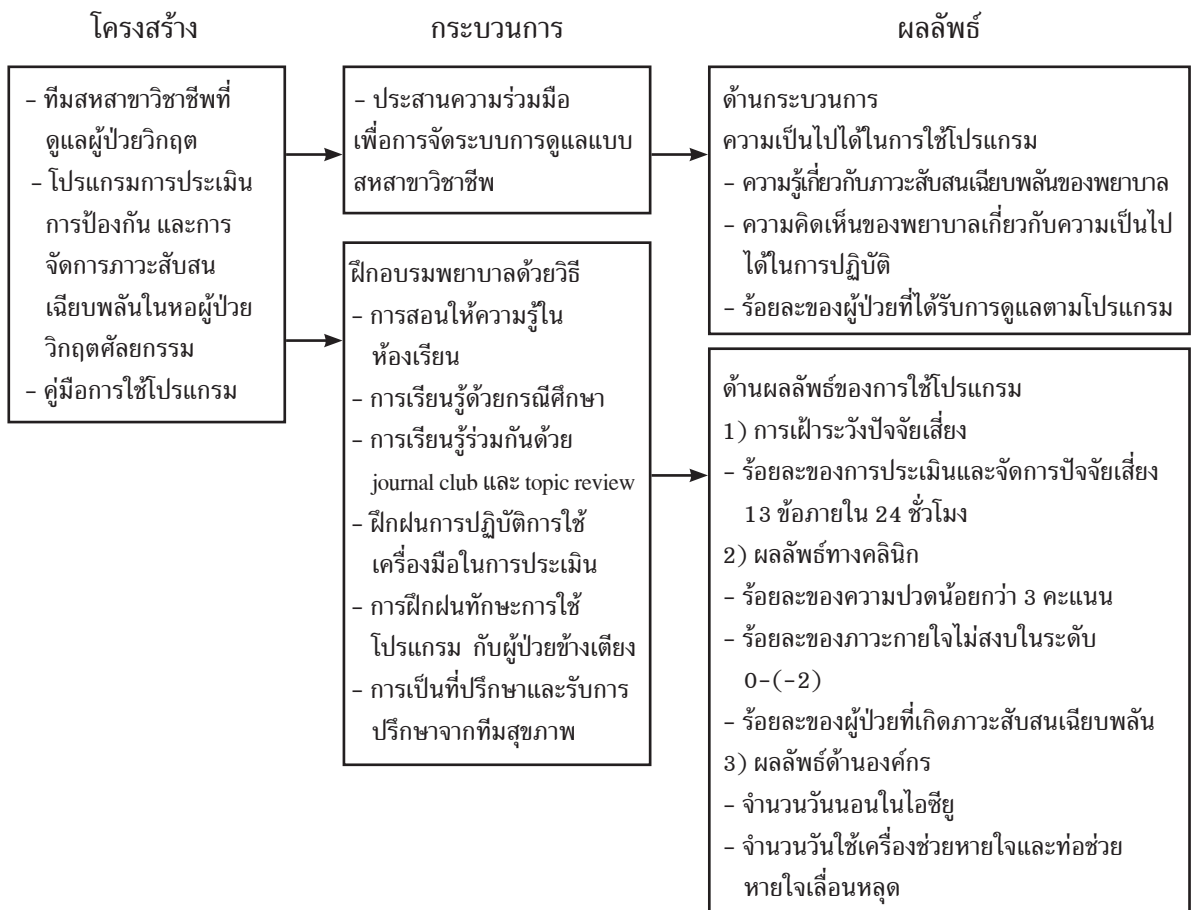 โครงสร้าง
กระบวนการ
ผลลัพธ์
- ทีมสหสาขาวิชาชีพที่
ดูแลผู้ป่วยวิกฤต
- โปรแกรมการประเมิน
การป้องกัน และการ
จัดการภาวะสับสน
เฉียบพลันในหอผู้ป่วย
วิกฤตศัลยกรรม
- คู่มือการใช้โปรแกรม
- ประสานความร่วมมือ
เพื่อการจัดระบบการดูแลแบบ
สหสาขาวิชาชีพ
ฝึกอบรมพยาบาลด้วยวิธี
- การสอนให้ความรู้ใน
ห้องเรียน
- การเรียนรู้ด้วยกรณีศึกษา
- การเรียนรู้ร่วมกันด้วย
journal club และ topic review
- ฝึกฝนการปฏิบัติการใช้
เครื่องมือในการประเมิน
- การฝึกฝนทักษะการใช้
โปรแกรม กับผู้ป่วยข้างเตียง
- การเป็นที่ปรึกษาและรับการ
ปรึกษาจากทีมสุขภาพ
ด้านกระบวนการ
ความเป็นไปได้ในการใช้โปรแกรม
- ความรู้เกี่ยวกับภาวะสับสนเฉียบพลันของพยาบาล
- ความคิดเห็นของพยาบาลเกี่ยวกับความเป็นไป
ได้ในการปฏิบัติ
- ร้อยละของผู้ป่วยที่ได้รับการดูแลตามโปรแกรม
ด้านผลลัพธ์ของการใช้โปรแกรม
1) การเฝ้าระวังปัจจัยเสี่ยง
- ร้อยละของการประเมินและจัดการปัจจัยเสี่ยง
13 ข้อภายใน 24 ชั่วโมง
2) ผลลัพธ์ทางคลินิก
- ร้อยละของความปวดน้อยกว่า 3 คะแนน
- ร้อยละของภาวะกายใจไม่สงบในระดับ
0-(-2)
- ร้อยละของผู้ป่วยที่เกิดภาวะสับสนเฉียบพลัน
3) ผลลัพธ์ด้านองค์กร
- จำนวนวันนอนในไอซียู
- จำนวนวันใช้เครื่องช่วยหายใจและท่อช่วย
หายใจเลื่อนหลุด